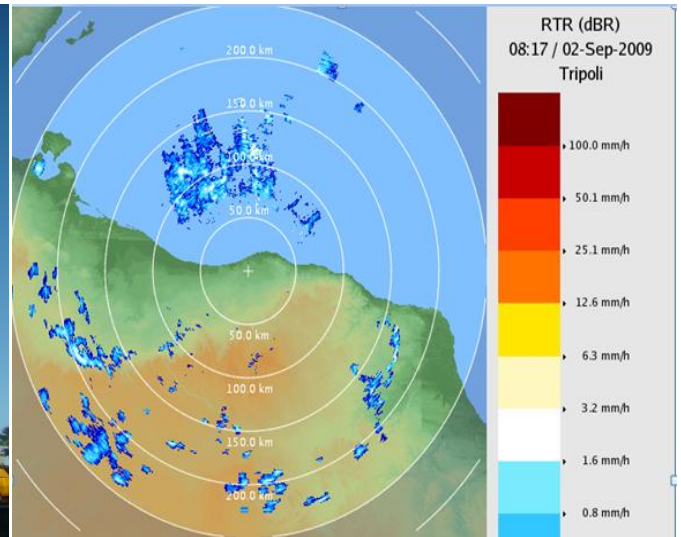 200.0 km
150.0 km
100.0 km
50.0 km
50.0 km
100.0 km
150.0 km
200.0 km
RTR (dBR)
08:17 / 02-Sep-2009
Tripoli
100.0 mm/h
50.1 mm/h
25.1 mm/h
12.6 mm/h
6.3 mm/h
3.2 mm/h
1.6 mm/h
0.8 mm/h